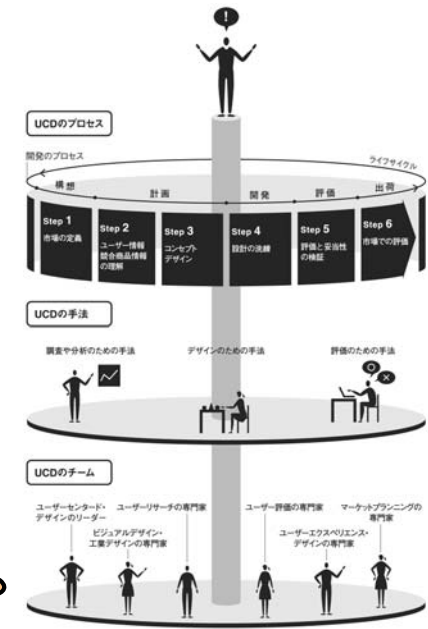 !
UCDのプロセス
開発のプロセス
ライフサイクル
構想
計画
開発
評価
出荷
Step 1
市場の定義
Step 2
ユーザー情報
競合商品情報
の理解
Step 3
コンセプト
デザイン
Step 4
設計の洗練
Step 5
評価と妥当性
の検証
Step 6
市場での評価
UCDの手法
調査や分析のための手法
デザインのための手法
評価のための手法
UCDのチーム
ユーザーセンタード・
デザインのリーダー
ビジュアルデザイン・
工業デザインの専門家
ユーザーリサーチの専門家
ユーザー評価の専門家
ユーザーエクスペリエンス・
デザインの専門家
マーケットプランニングの
専門家